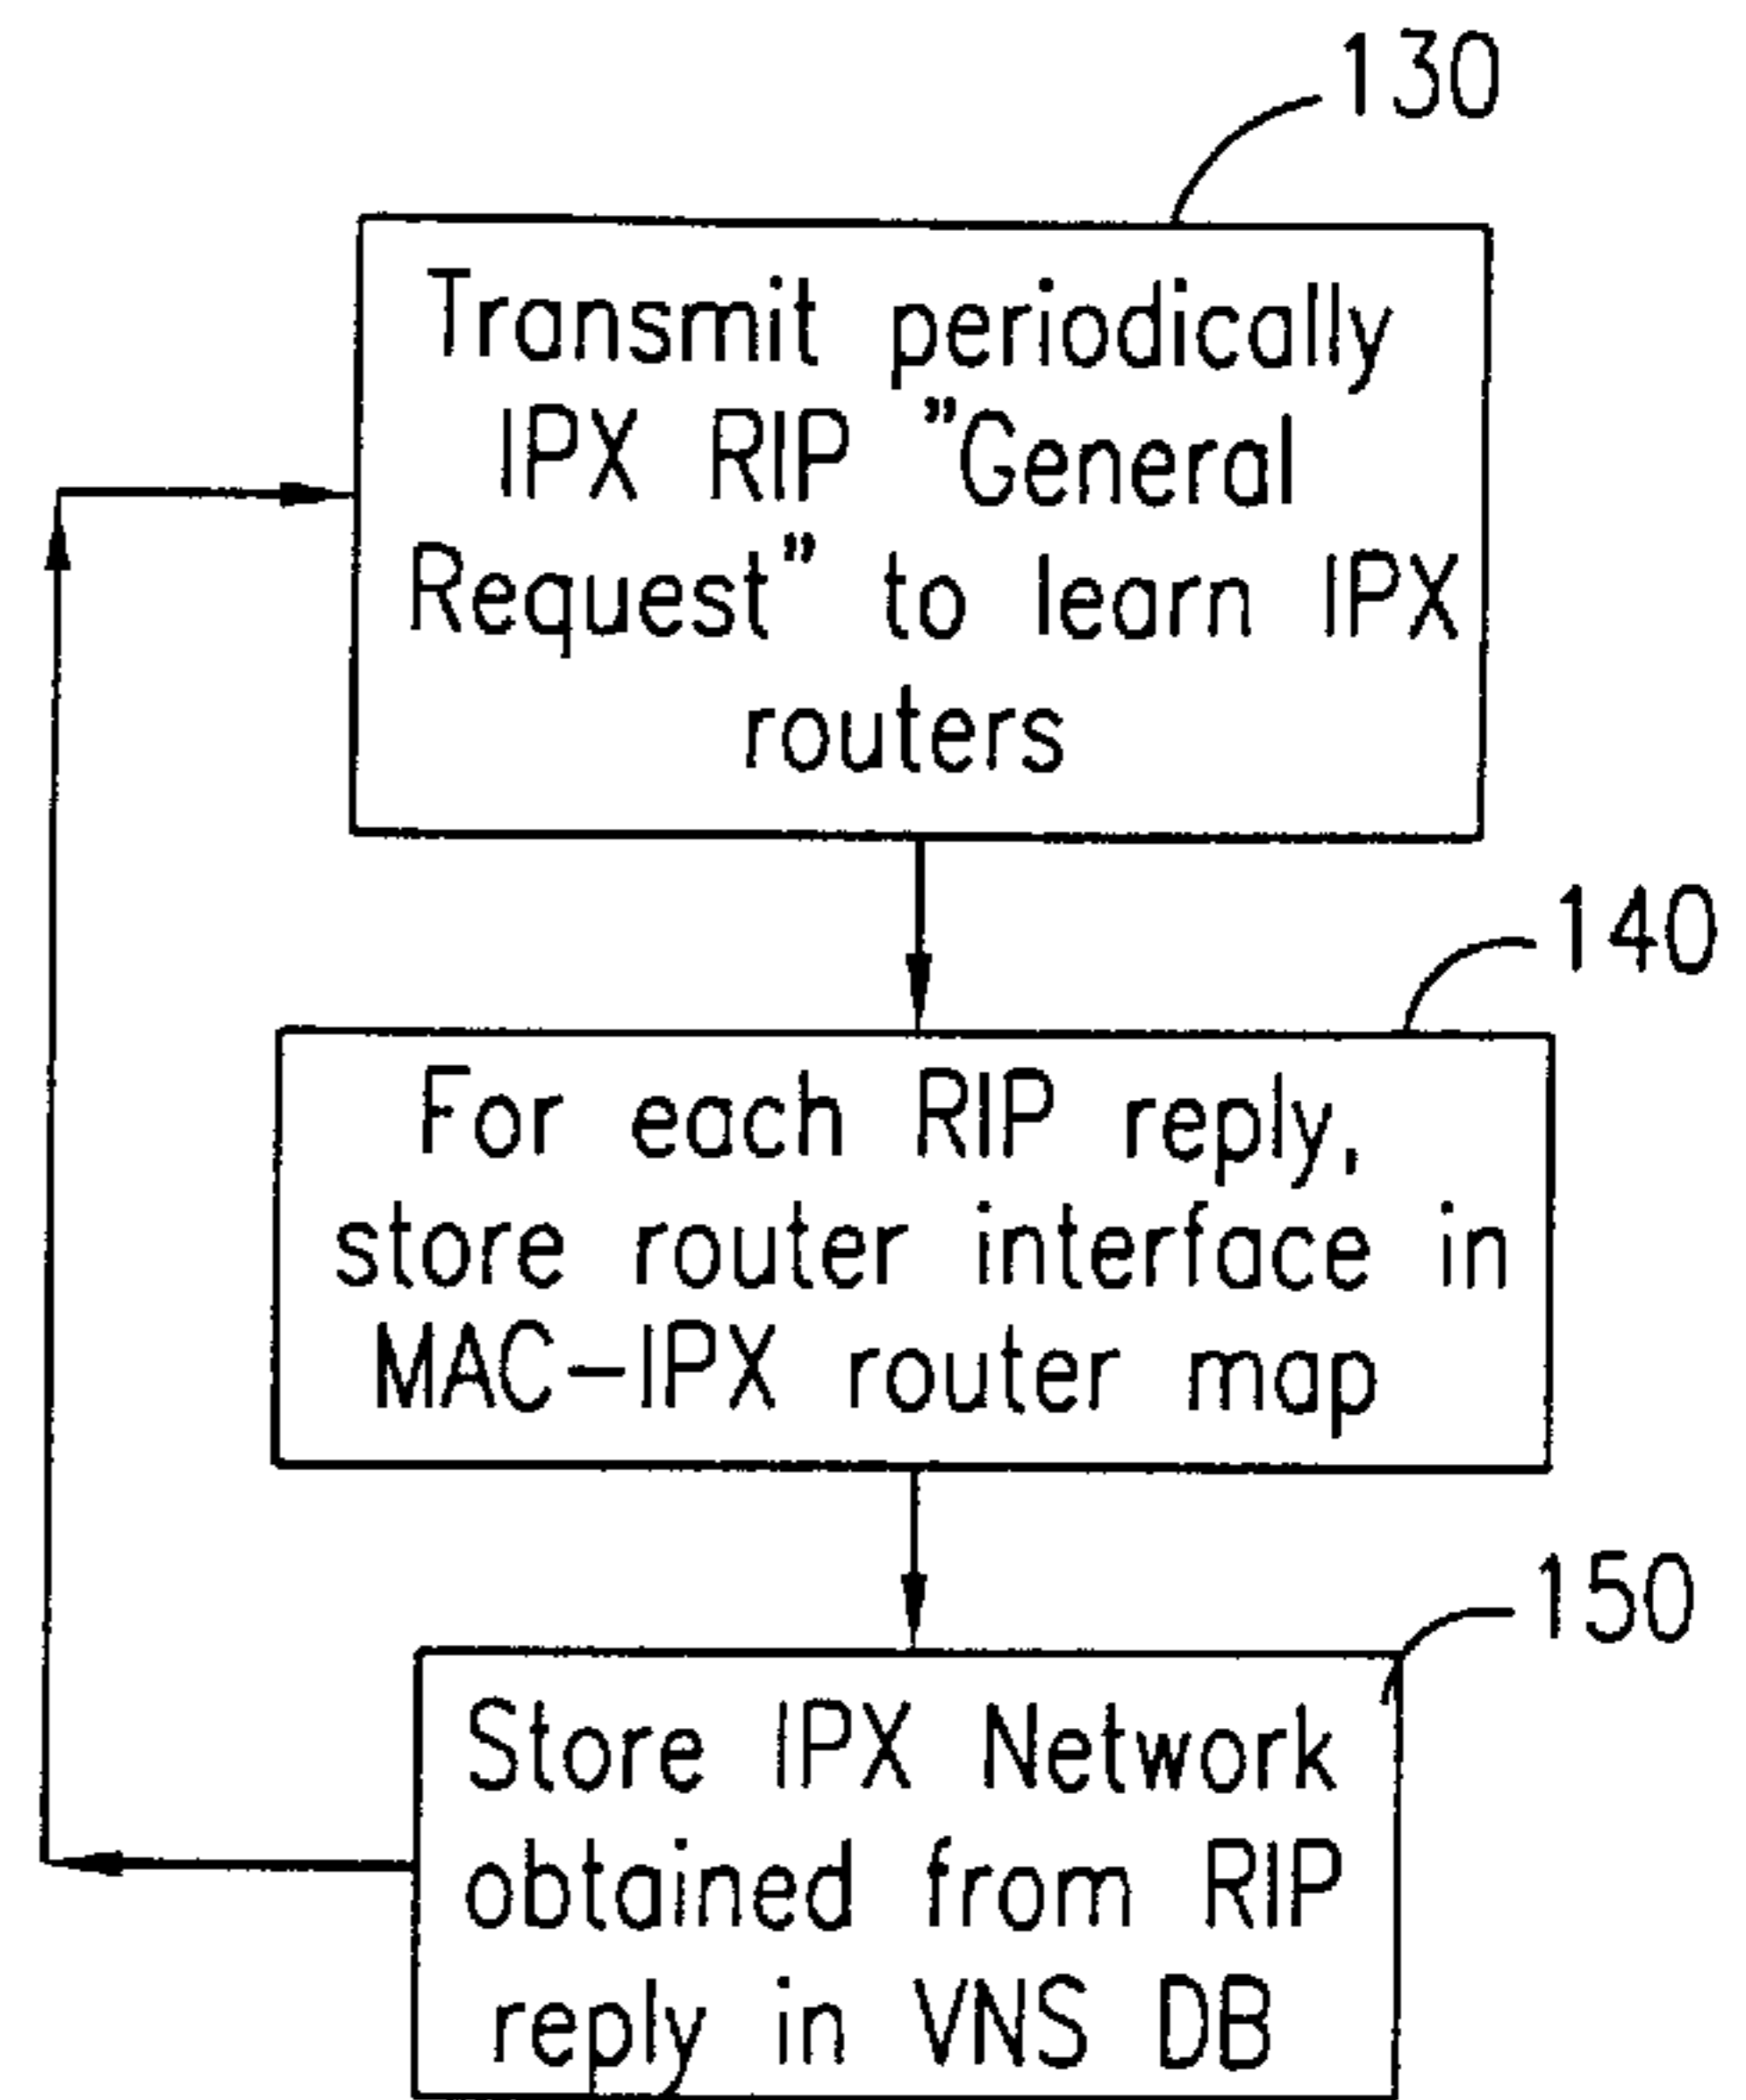 130
Transmit periodically
IPX RIP "General
Request" to learn IPX
routers
140
For each RIP reply,
store router interface in
MAC-IPX router map
150
Store IPX Network
obtained from RIP
reply in VNS DB